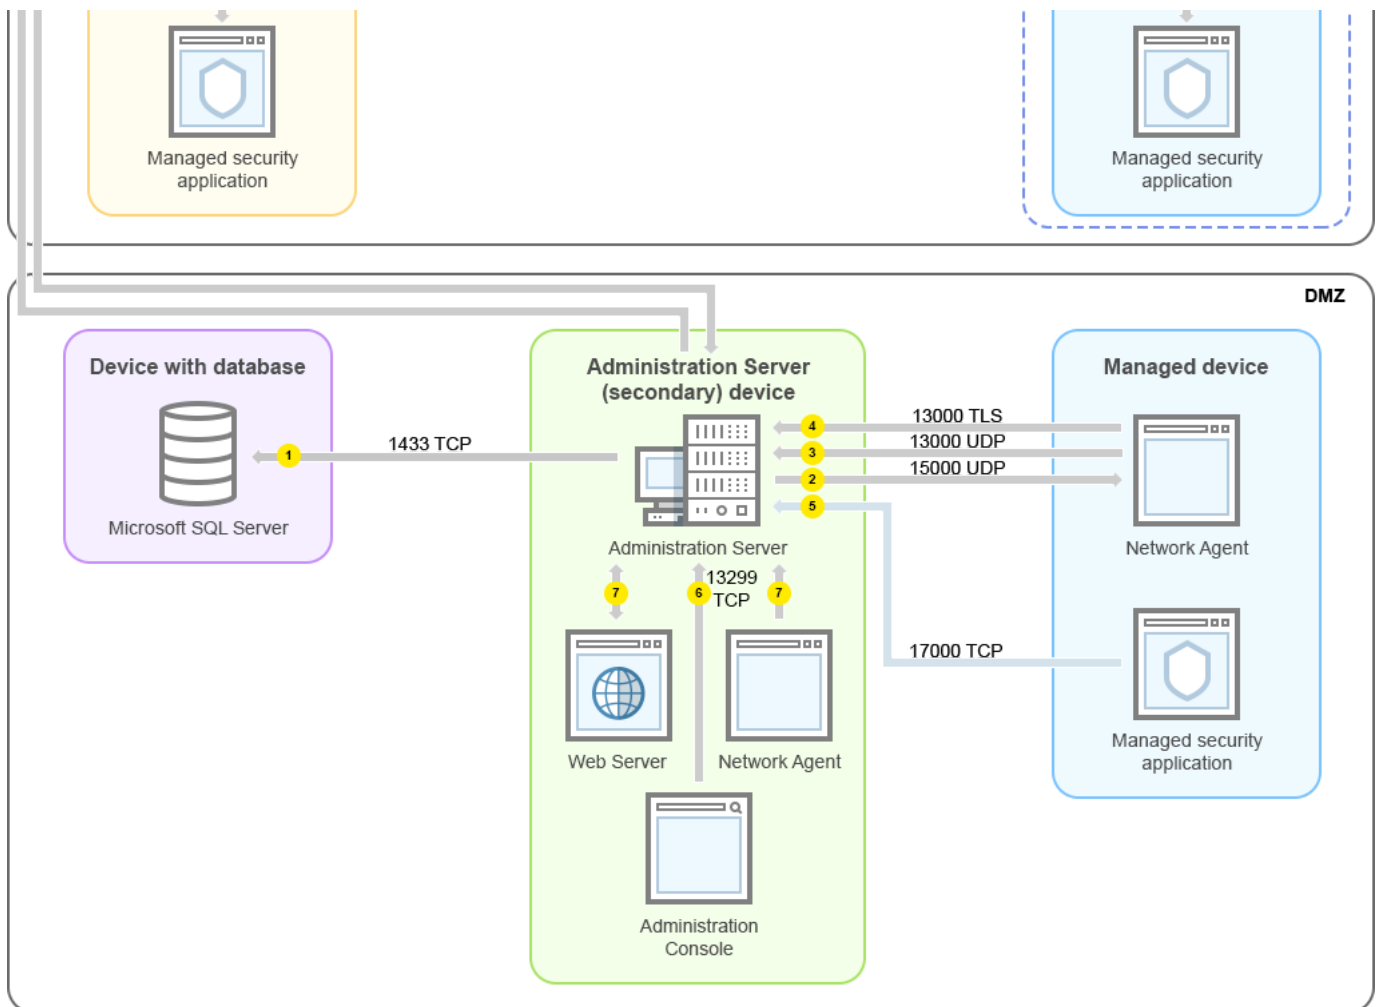 Managed security
application
Managed security
application
DMZ
Device with database
1
1433 TCP
Microsoft SQL Server
Administration Server
(secondary) device
Administration Server
7
6
13299
TCP
7
Web Server
Network Agent
Administration
Console
Managed device
4
13000 TLS
3
13000 UDP
2
15000 UDP
5
Network Agent
17000 TCP
Managed security
application